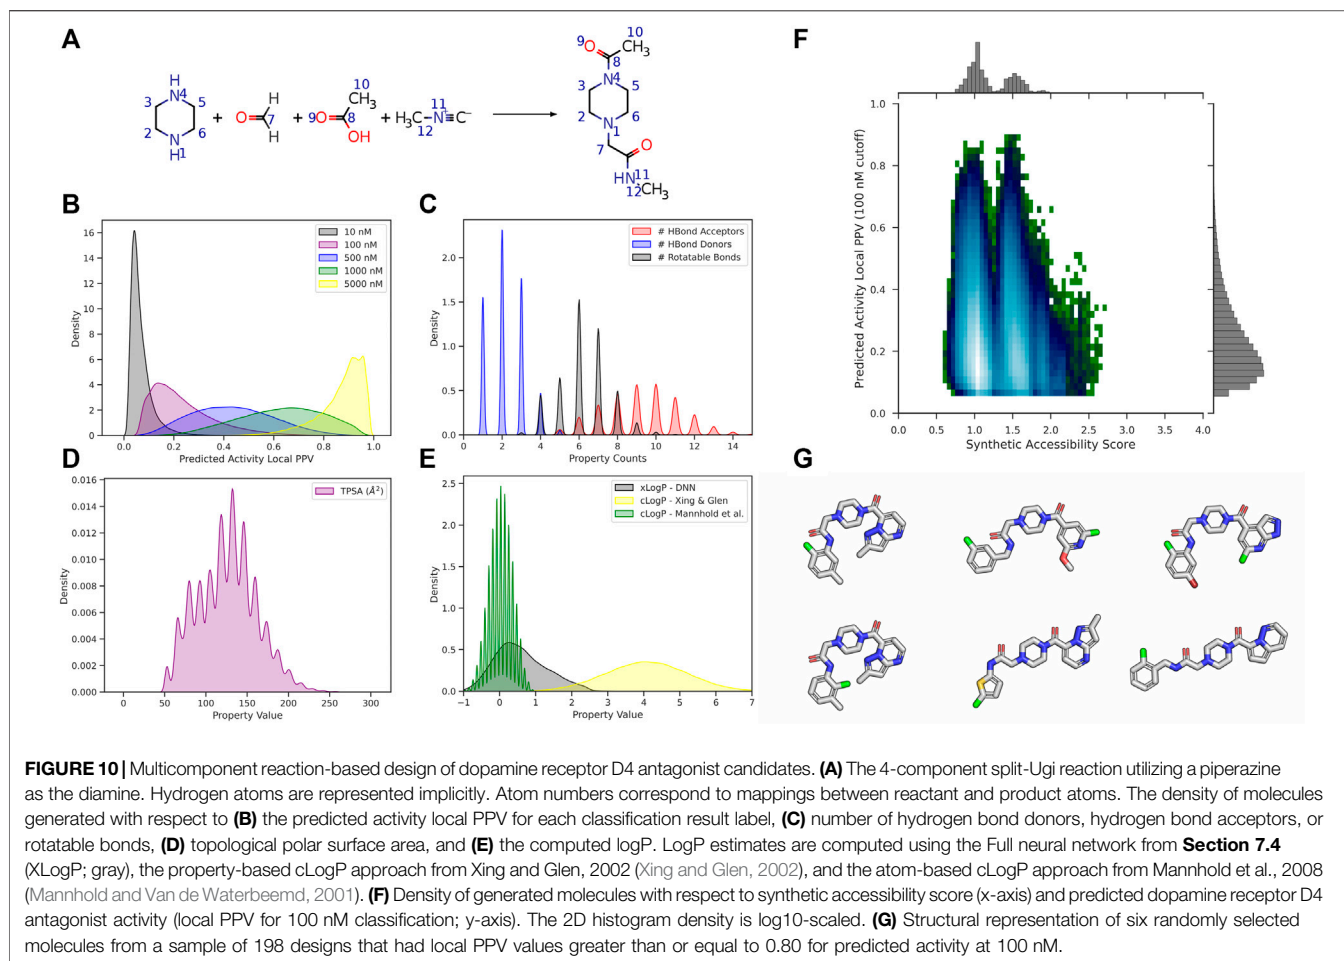 A
H
N4
3
5
2
6
N
H1
+
O
H
7
H
+
10
CH3
9O
8
OH
+
11
H3C
N+≡C−
12
10
9O
CH3
8
N4
3
5
2
6
N
1
7
O
HN11
12
CH3
B
16
14
12
10
8
6
4
2
0
Density
10 nM
100 nM
500 nM
1000 nM
5000 nM
0.0 0.2 0.4 0.6 0.8 1.0
Predicted Activity Local PPV
C
2.0
1.5
1.0
0.5
0.0
Density
# HBond Acceptors
# HBond Donors
# Rotatable Bonds
2 4 6 8 10 12 14
Property Counts
D
0.016
0.014
0.012
0.010
0.008
0.006
0.004
0.002
0.000
Density
TPSA (Å²)
0 50 100 150 200 250 300
Property Value
E
2.5
2.0
1.5
1.0
0.5
0.0
Density
xLogP - DNN
cLogP - Xing & Glen
cLogP - Mannhold et al.
−1 0 1 2 3 4 5 6 7
Property Value
F
1.0
0.8
0.6
0.4
0.2
0.0
Predicted Activity Local PPV (100 nM cutoff)
0.0 0.5 1.0 1.5 2.0 2.5 3.0 3.5 4.0
Synthetic Accessibility Score
G
FIGURE 10 | Multicomponent reaction-based design of dopamine receptor D4 antagonist candidates. (A) The 4-component split-Ugi reaction utilizing a piperazine
as the diamine. Hydrogen atoms are represented implicitly. Atom numbers correspond to mappings between reactant and product atoms. The density of molecules
generated with respect to (B) the predicted activity local PPV for each classification result label, (C) number of hydrogen bond donors, hydrogen bond acceptors, or
rotatable bonds, (D) topological polar surface area, and (E) the computed logP. LogP estimates are computed using the Full neural network from Section 7.4
(XLogP; gray), the property-based cLogP approach from Xing and Glen, 2002 (Xing and Glen, 2002), and the atom-based cLogP approach from Mannhold et al., 2008
(Mannhold and Van de Waterbeemd, 2001). (F) Density of generated molecules with respect to synthetic accessibility score (x-axis) and predicted dopamine receptor D4
antagonist activity (local PPV for 100 nM classification; y-axis). The 2D histogram density is log10-scaled. (G) Structural representation of six randomly selected
molecules from a sample of 198 designs that had local PPV values greater than or equal to 0.80 for predicted activity at 100 nM.